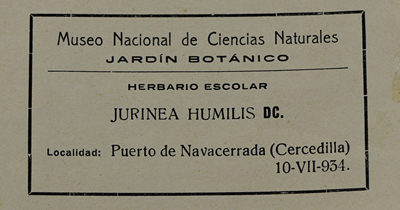 Museo Nacional de Ciencias Naturales
JARDÍN BOTÁNICO
HERBARIO ESCOLAR
JURINEA HUMILIS DC.
Localidad: Puerto de Navacerrada (Cercedilla)
10-VII-934.